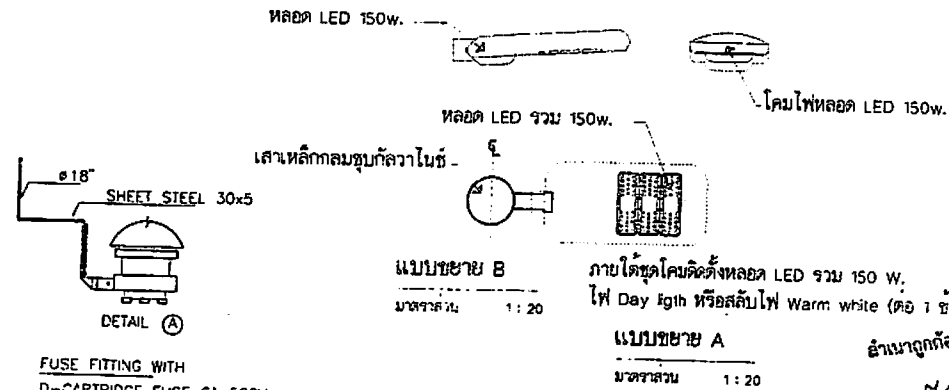 หลอด LED 150w.
โคมไฟหลอด LED 150w.
หลอด LED รวม 150w.
เสาเหล็กกลมชุบกัลวาไนซ์
ø18"
SHEET STEEL 30x5
DETAIL A
แบบขยาย B
มาตราส่วน 1 : 20
ภายใต้ชุดโคมติดตั้งหลอด LED รวม 150 W.
ไฟ Day ligth หรือสลับไฟ Warm white (ต่อ 1
แบบขยาย A
มาตราส่วน 1 : 20
สำเนาถูกต้อง
FUSE FITTING WITH